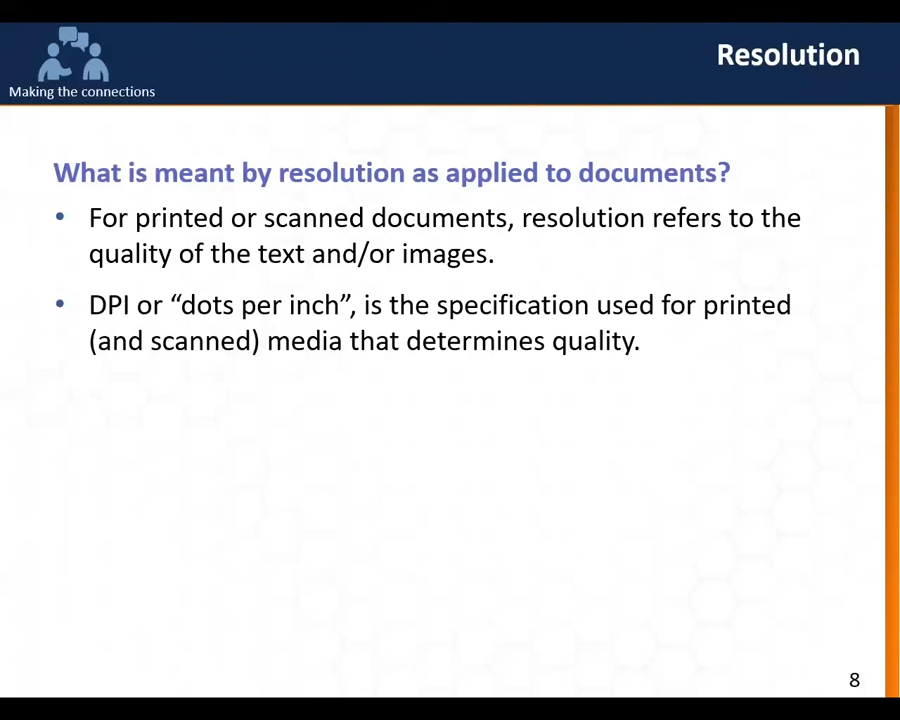 Resolution
Making the connections
What is meant by resolution as applied to documents?
• For printed or scanned documents, resolution refers to the
quality of the text and/or images.
• DPI or “dots per inch”, is the specification used for printed
(and scanned) media that determines quality.
8